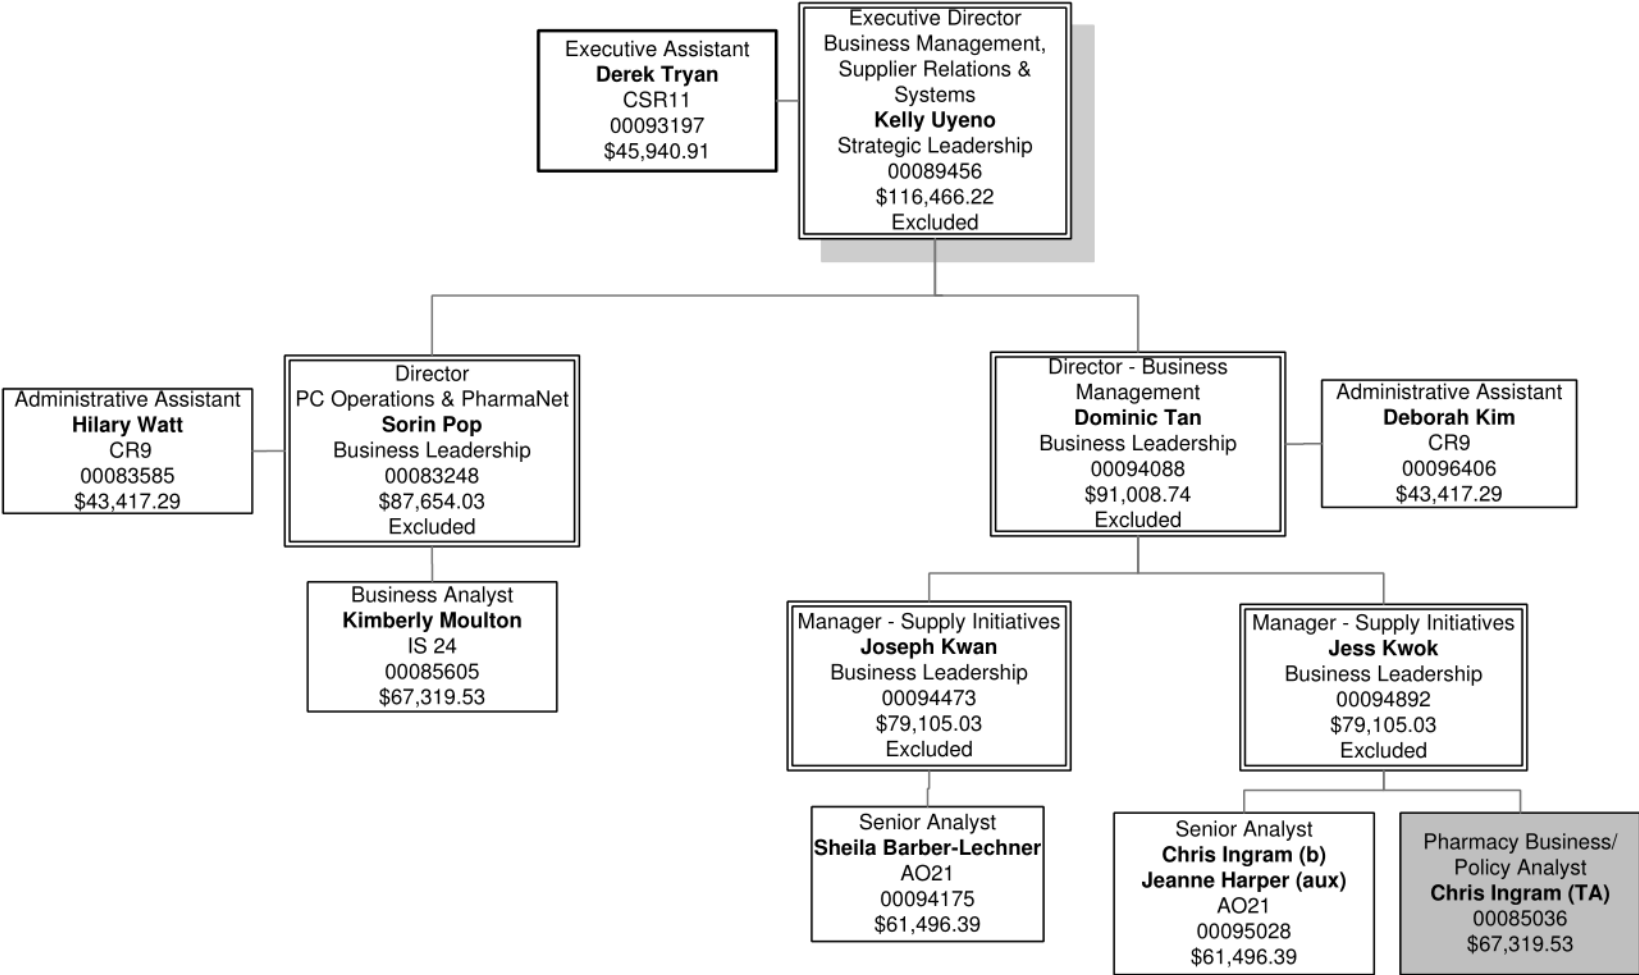 Executive Director
Business Management,
Supplier Relations &
Systems
Kelly Uyeno
Strategic Leadership
00089456
$116,466.22
Excluded
Executive Assistant
Derek Tryan
CSR11
00093197
$45,940.91
Administrative Assistant
Hilary Watt
CR9
00083585
$43,417.29
Director
PC Operations & PharmaNet
Sorin Pop
Business Leadership
00083248
$87,654.03
Excluded
Director - Business
Management
Dominic Tan
Business Leadership
00094088
$91,008.74
Excluded
Administrative Assistant
Deborah Kim
CR9
00096406
$43,417.29
Business Analyst
Kimberly Moulton
IS 24
00085605
$67,319.53
Manager - Supply Initiatives
Joseph Kwan
Business Leadership
00094473
$79,105.03
Excluded
Manager - Supply Initiatives
Jess Kwok
Business Leadership
00094892
$79,105.03
Excluded
Senior Analyst
Sheila Barber-Lechner
AO21
00094175
$61,496.39
Senior Analyst
Chris Ingram (b)
Jeanne Harper (aux)
AO21
00095028
$61,496.39
Pharmacy Business/
Policy Analyst
Chris Ingram (TA)
00085036
$67,319.53